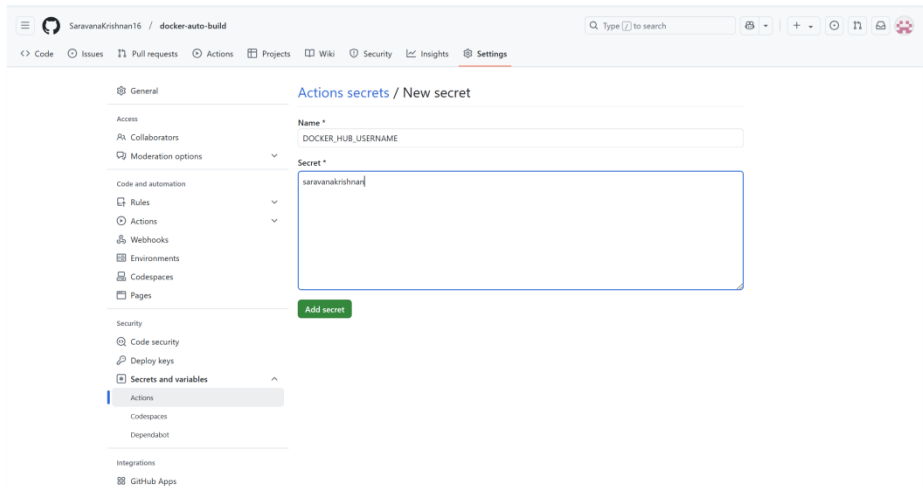 SaravanaKrishnan16 / docker-auto-build
Type / to search
Code Issues Pull requests Actions Projects Wiki Security Insights Settings
General
Access
Collaborators
Moderation options
Code and automation
Rules
Actions
Webhooks
Environments
Codespaces
Pages
Security
Code security
Deploy keys
Secrets and variables
Actions
Codespaces
Dependabot
Integrations
GitHub Apps
Actions secrets / New secret
Name *
DOCKER_HUB_USERNAME
Secret *
saravanakrishnan
Add secret